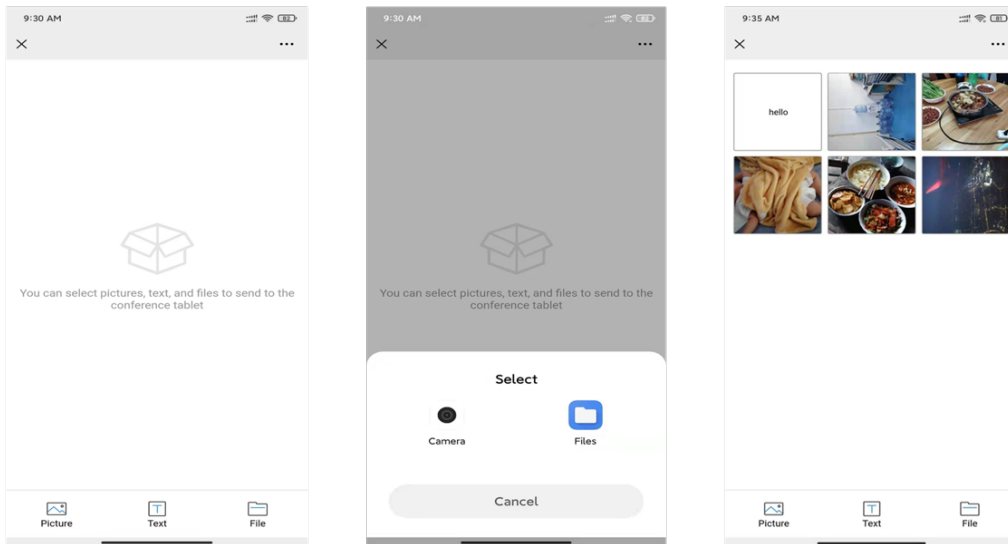 9:30 AM
82
You can select pictures, text, and files to send to the
conference tablet
Picture
Text
File
9:30 AM
You can select pictures, text, and files to send to the
conference tablet
Select
Camera
Files
Cancel
9:35 AM
81
hello
Picture
Text
File